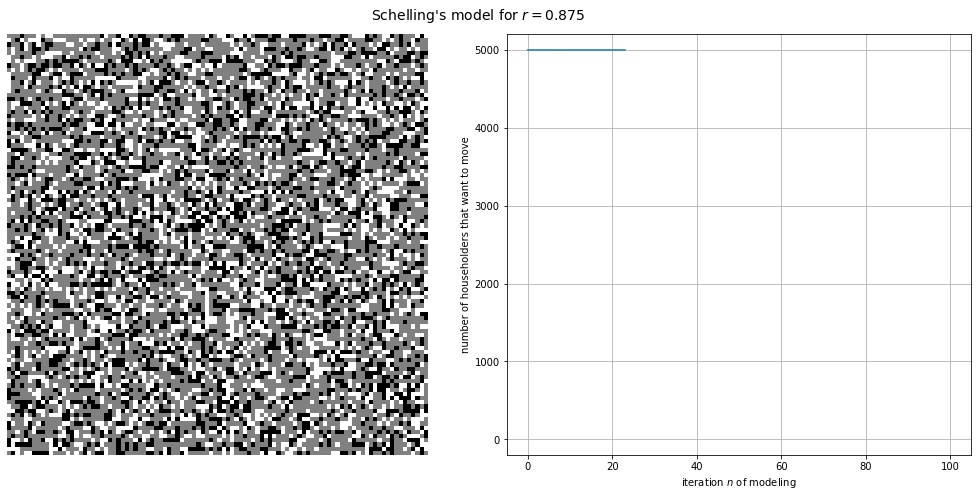 Schelling's model for r = 0.875
number of householders that want to move
5000
4000
3000
2000
1000
0
0 20 40 60 80 100
iteration n of modeling